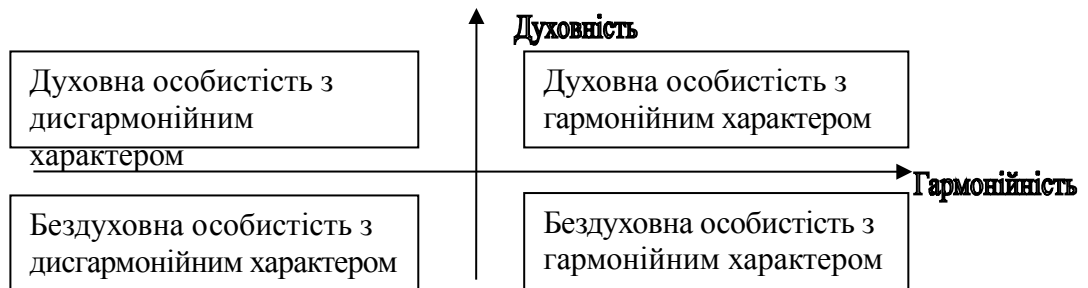 Духовність
Духовна особистість з
дисгармонійним
характером
Духовна особистість з
гармонійним характером
Гармонійність
Бездуховна особистість з
дисгармонійним характером
Бездуховна особистість з
гармонійним характером